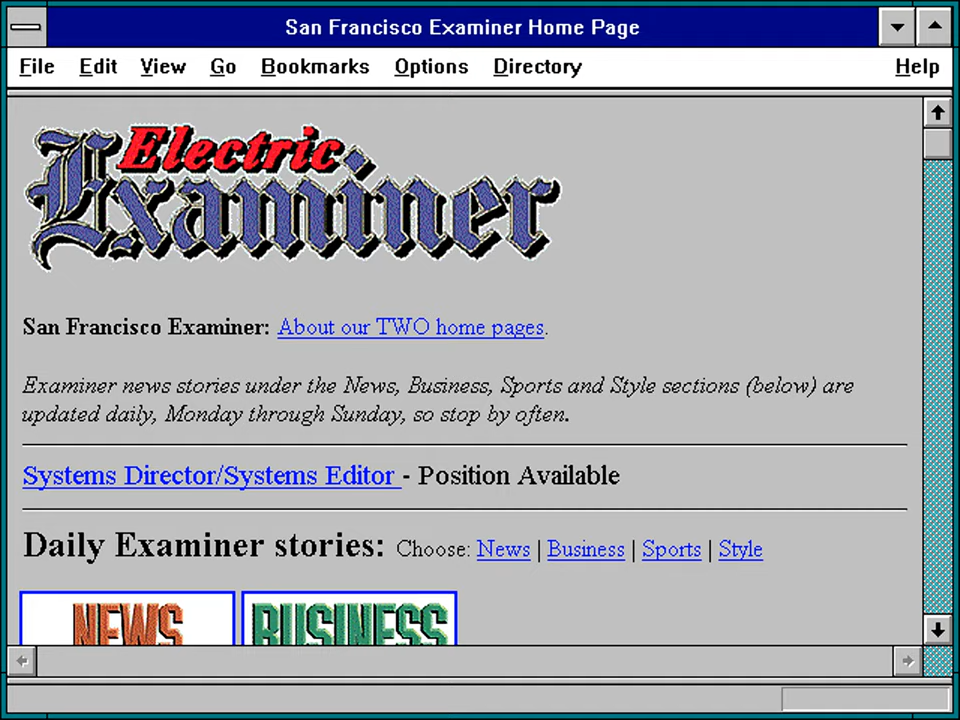 San Francisco Examiner Home Page
File Edit View Go Bookmarks Options Directory Help
Electric
Examiner
San Francisco Examiner: About our TWO home pages.
Examiner news stories under the News, Business, Sports and Style sections (below) are
updated daily, Monday through Sunday, so stop by often.
Systems Director/Systems Editor - Position Available
Daily Examiner stories: Choose: News | Business | Sports | Style
NEWS BUSINESS